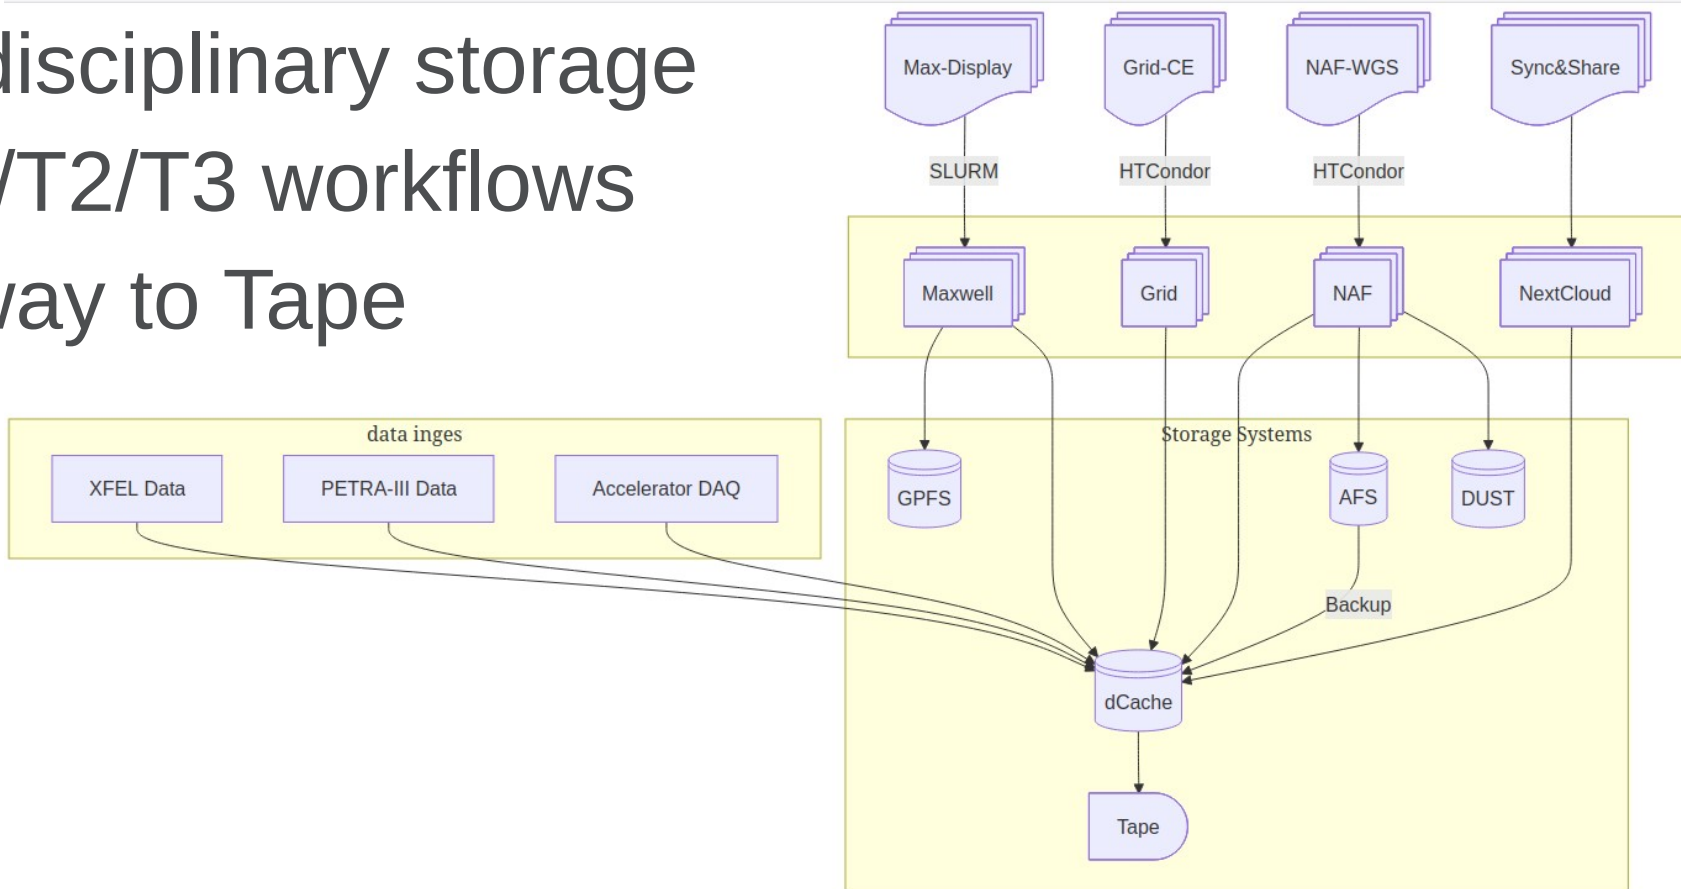 disciplinary storage
/T2/T3 workflows
way to Tape
Max-Display
Grid-CE
NAF-WGS
Sync&Share
SLURM
HTCondor
HTCondor
Maxwell
Grid
NAF
NextCloud
data inges
Storage Systems
XFEL Data
PETRA-III Data
Accelerator DAQ
GPFS
AFS
DUST
Backup
dCache
Tape